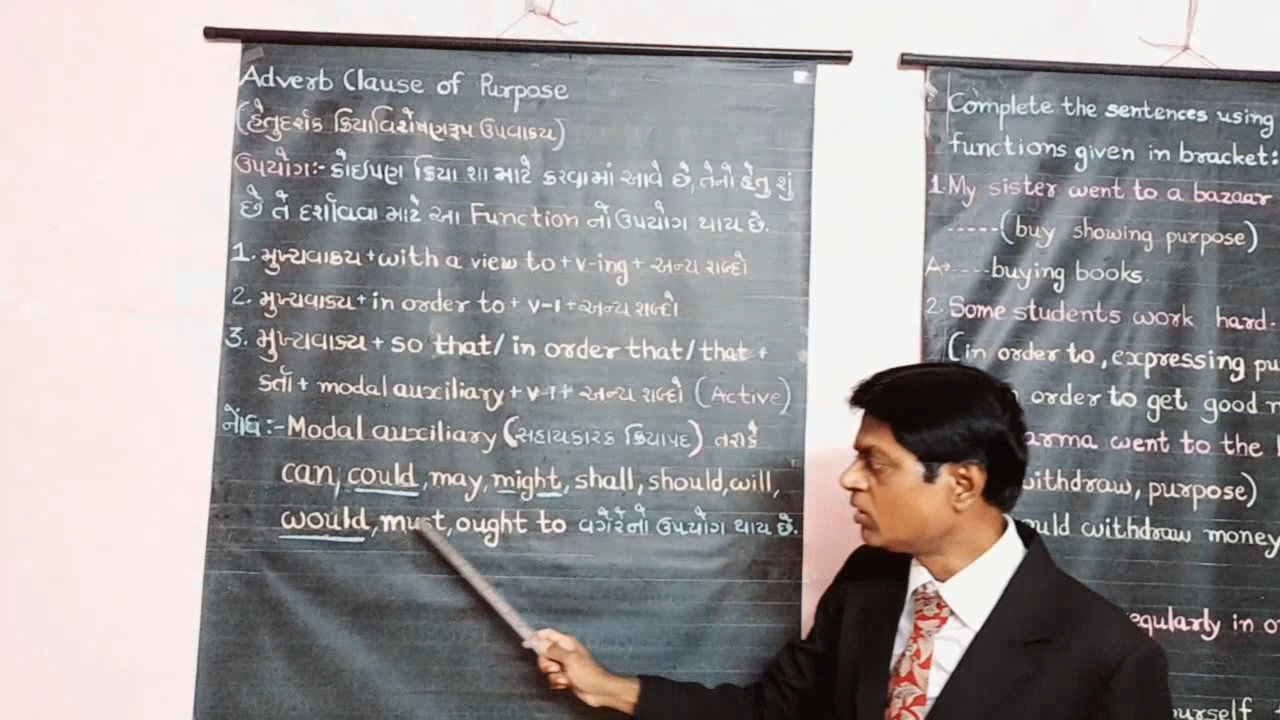 Adverb Clause of Purpose
(હેતુદર્શક ક્રિયાવિશેષણરૂપ ઉપવાક્ય)
ઉપયોગ:- કોઈપણ ક્રિયા શા માટે કરવામાં આવે છે, તેનો હેતુ શું
છે તે દર્શાવવા માટે આ Function નો ઉપયોગ થાય છે.
1. મુખ્યવાક્ય + with a view to + v-ing + અન્ય શબ્દો
2. મુખ્યવાક્ય + in order to + v-1 + અન્ય શબ્દો
3. મુખ્યવાક્ય + so that / in order that / that +
કર્તા + modal auxiliary + v-1 + અન્ય શબ્દો (Active)
નોંધ:- Modal auxiliary (સહાયકારક ક્રિયાપદ) તરીકે
can, could, may, might, shall, should, will,
would, must, ought to વગેરેનો ઉપયોગ થાય છે.
Complete the sentences using
functions given in bracket:
1. My sister went to a bazaar
-----(buy showing purpose)
A→----buying books.
2. Some students work hard.
(in order to, expressing pu
order to get good m
arma went to the
withdraw, purpose)
uld withdraw money
egularly in o
urself